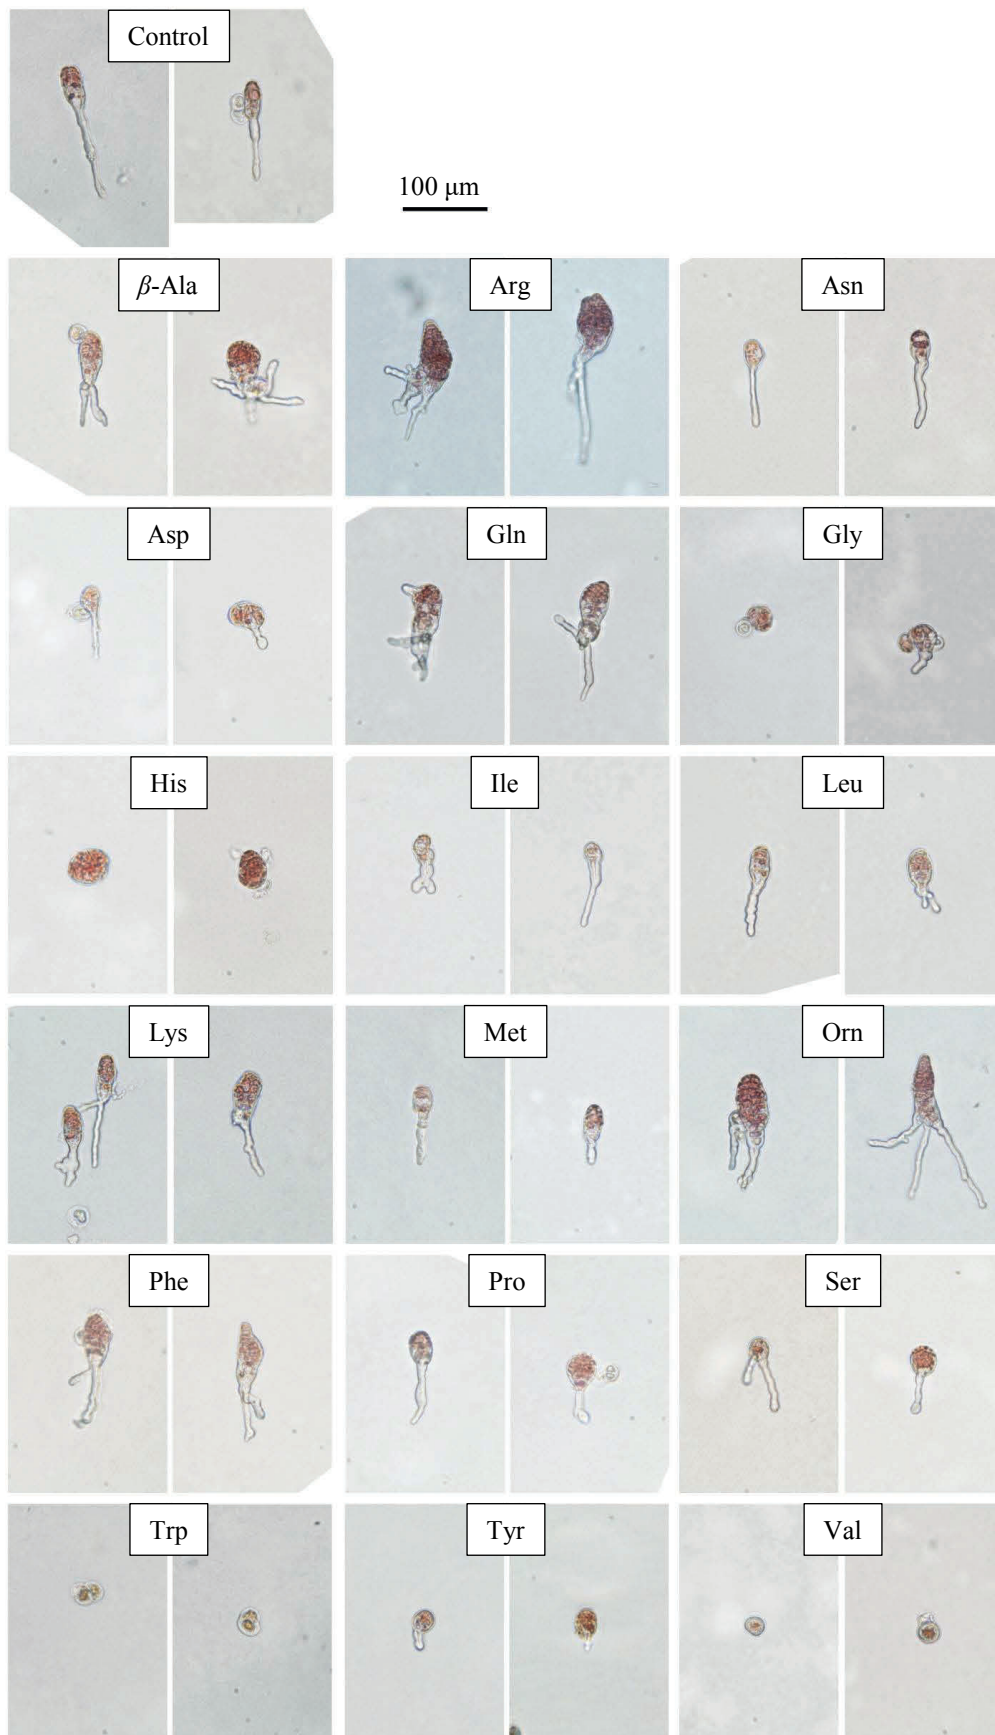 Control
100 μm
β-Ala
Arg
Asn
Asp
Gln
Gly
His
Ile
Leu
Lys
Met
Orn
Phe
Pro
Ser
Trp
Tyr
Val